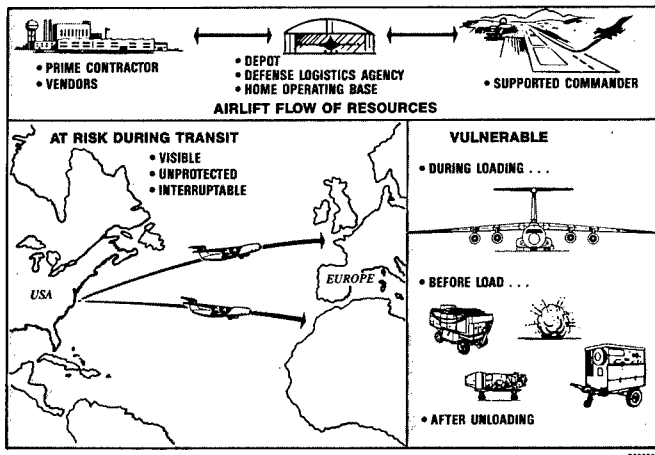 • PRIME CONTRACTOR
• VENDORS
• DEPOT
• DEFENSE LOGISTICS AGENCY
• HOME OPERATING BASE
• SUPPORTED COMMANDER
AIRLIFT FLOW OF RESOURCES
AT RISK DURING TRANSIT
• VISIBLE
• UNPROTECTED
• INTERRUPTABLE
USA
EUROPE
VULNERABLE
• DURING LOADING . . .
• BEFORE LOAD . . .
• AFTER UNLOADING